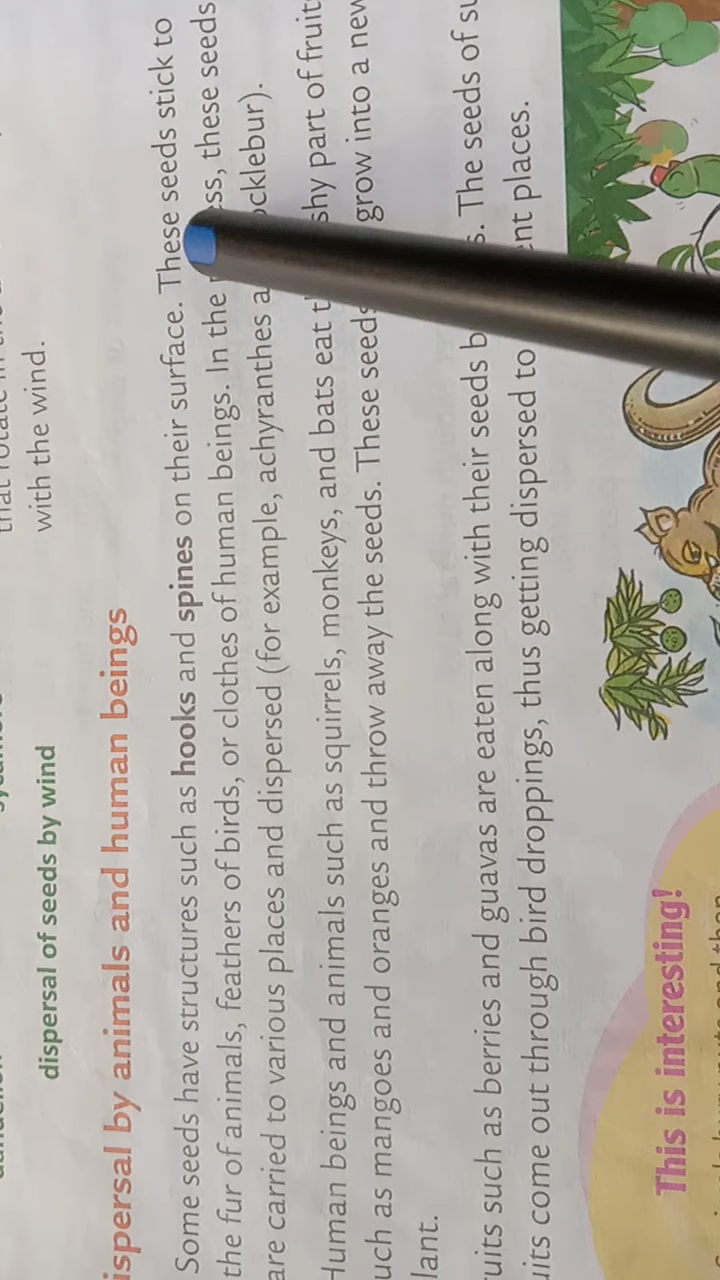 with the wind.
dispersal of seeds by wind
ispersal by animals and human beings
Some seeds have structures such as hooks and spines on their surface. These seeds stick to
the fur of animals, feathers of birds, or clothes of human beings. In the ess, these seeds
are carried to various places and dispersed (for example, achyranthes a ocklebur).
Human beings and animals such as squirrels, monkeys, and bats eat t shy part of fruit
uch as mangoes and oranges and throw away the seeds. These seeds grow into a new
lant.
uits such as berries and guavas are eaten along with their seeds b s. The seeds of su
uits come out through bird droppings, thus getting dispersed to ent places.
This is interesting!